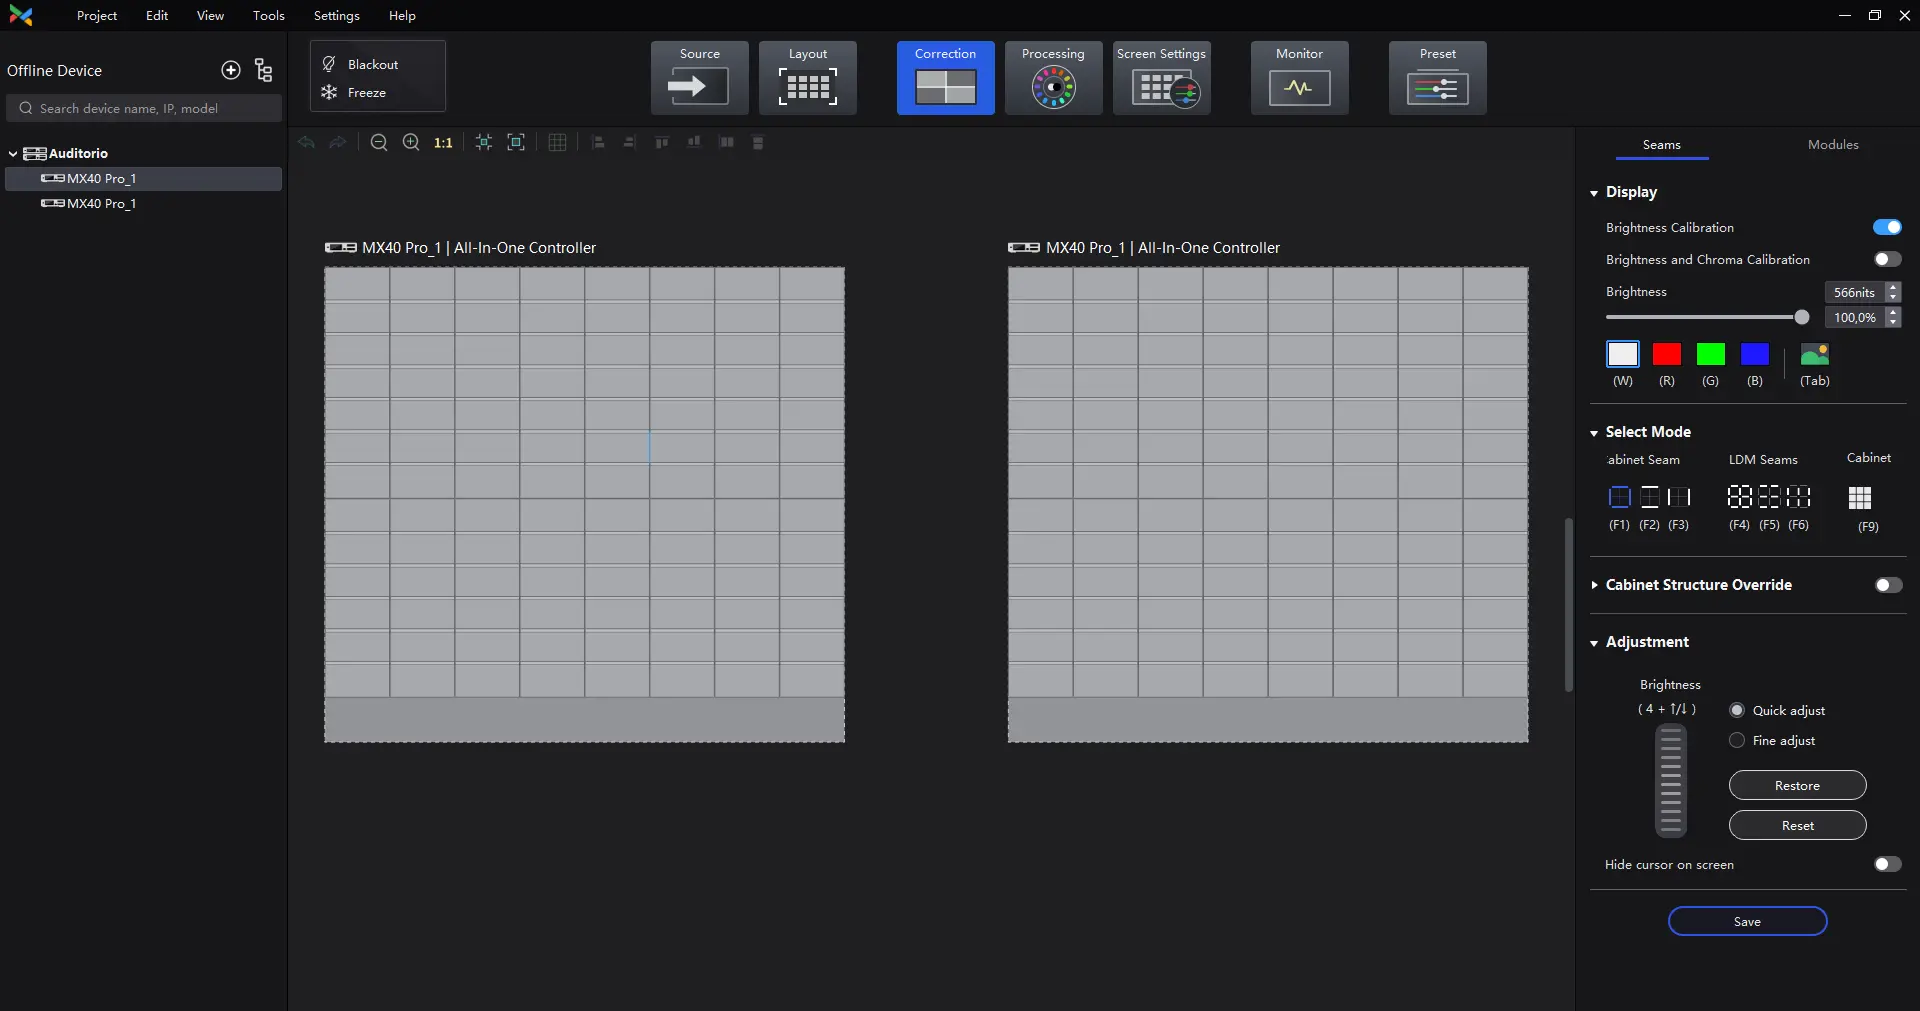 Project Edit View Tools Settings Help
Offline Device
Search device name, IP, model
Auditorio
MX40 Pro_1
MX40 Pro_1
Blackout
Freeze
Source
Layout
Correction
Processing
Screen Settings
Monitor
Preset
1:1
MX40 Pro_1 | All-In-One Controller
MX40 Pro_1 | All-In-One Controller
Seams Modules
Display
Brightness Calibration
Brightness and Chroma Calibration
Brightness 566nits
100,0%
(W) (R) (G) (B) (Tab)
Select Mode
abinet Seam LDM Seams Cabinet
(F1) (F2) (F3) (F4) (F5) (F6) (F9)
Cabinet Structure Override
Adjustment
Brightness
( 4 + ↑/↓ )
Quick adjust
Fine adjust
Restore
Reset
Hide cursor on screen
Save